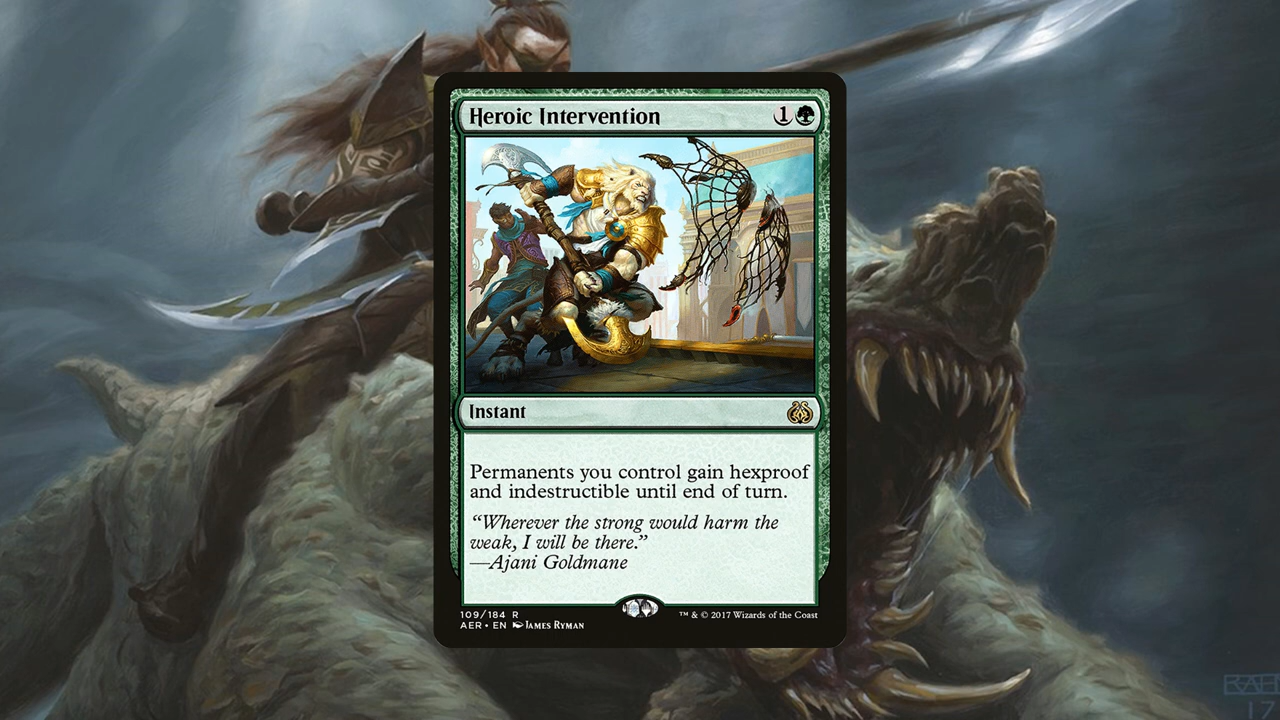 Heroic Intervention
1
Instant
Permanents you control gain hexproof
and indestructible until end of turn.
“Wherever the strong would harm the
weak, I will be there.”
—Ajani Goldmane
109/184 R
™ & © 2017 Wizards of the Coast
AER • EN James Ryman
17